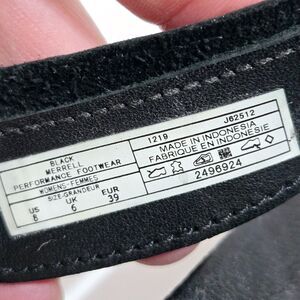 BLACK
MERRELL
PERFORMANCE FOOTWEAR
WOMENS-FEMMES
SIZE-GRANDEUR
US UK EUR
8 6 39
1219 J62512
MADE IN INDONESIA
FABRIQUE EN INDONÉSIE
2496924